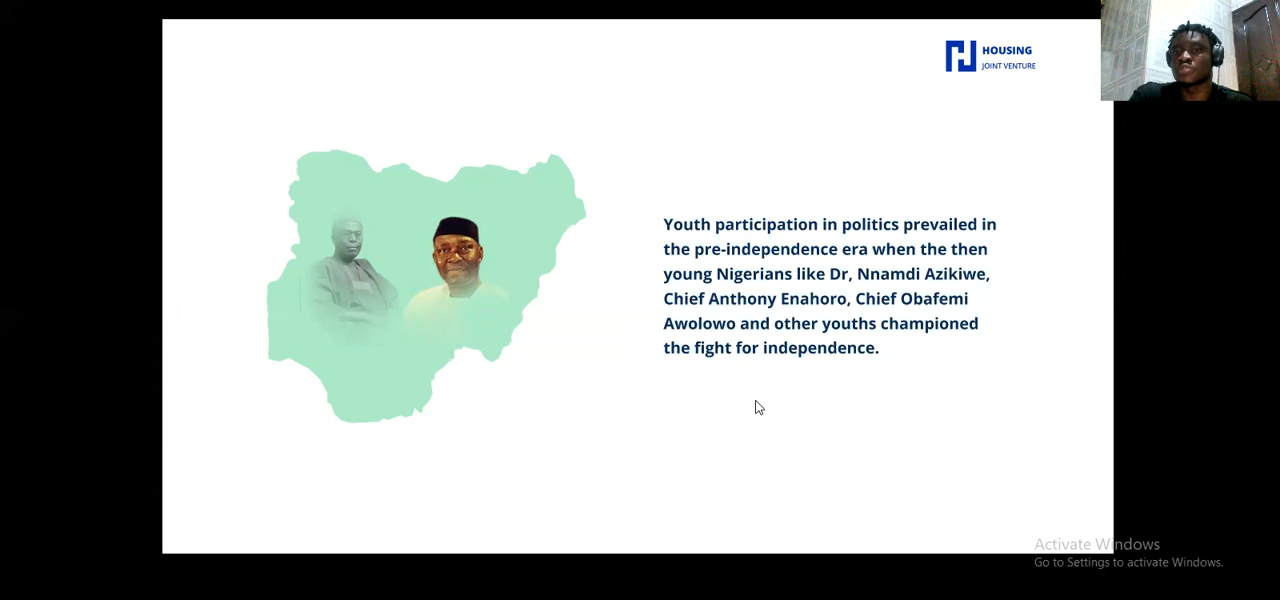 HOUSING
JOINT VENTURE
Youth participation in politics prevailed in
the pre-independence era when the then
young Nigerians like Dr, Nnamdi Azikiwe,
Chief Anthony Enahoro, Chief Obafemi
Awolowo and other youths championed
the fight for independence.
Activate Windows
Go to Settings to activate Windows.